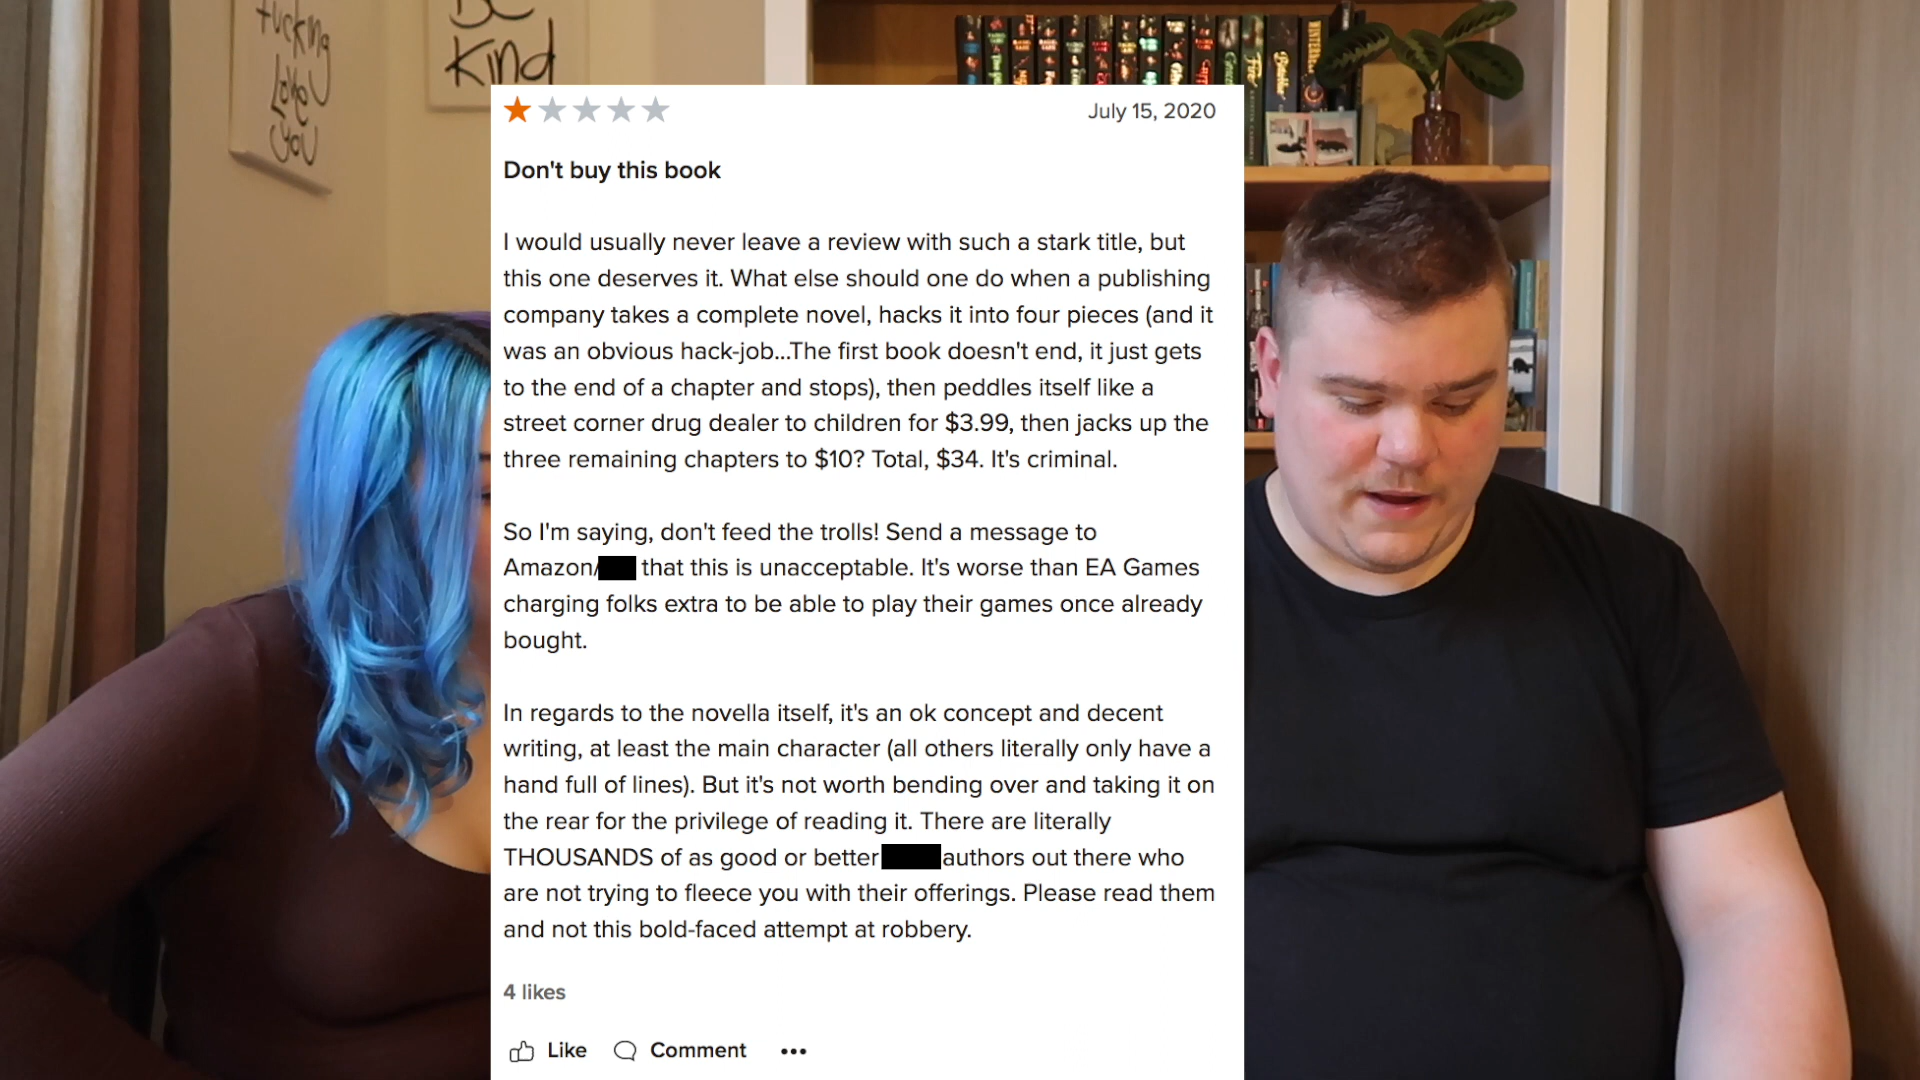 fucking
love
you
BE
Kind
July 15, 2020
Don't buy this book
I would usually never leave a review with such a stark title, but
this one deserves it. What else should one do when a publishing
company takes a complete novel, hacks it into four pieces (and it
was an obvious hack-job...The first book doesn't end, it just gets
to the end of a chapter and stops), then peddles itself like a
street corner drug dealer to children for $3.99, then jacks up the
three remaining chapters to $10? Total, $34. It's criminal.
So I'm saying, don't feed the trolls! Send a message to
Amazon/ that this is unacceptable. It's worse than EA Games
charging folks extra to be able to play their games once already
bought.
In regards to the novella itself, it's an ok concept and decent
writing, at least the main character (all others literally only have a
hand full of lines). But it's not worth bending over and taking it on
the rear for the privilege of reading it. There are literally
THOUSANDS of as good or better authors out there who
are not trying to fleece you with their offerings. Please read them
and not this bold-faced attempt at robbery.
4 likes
Like Comment